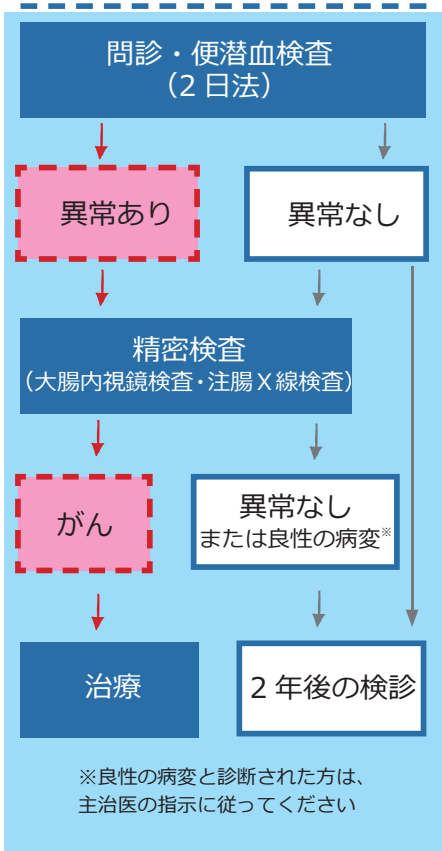 問診・便潜血検査
（2 日法）
異常あり
異常なし
精密検査
（大腸内視鏡検査・注腸Ｘ線検査）
がん
異常なし
または良性の病変※
治療
2 年後の検診
※良性の病変と診断された方は、
主治医の指示に従ってください